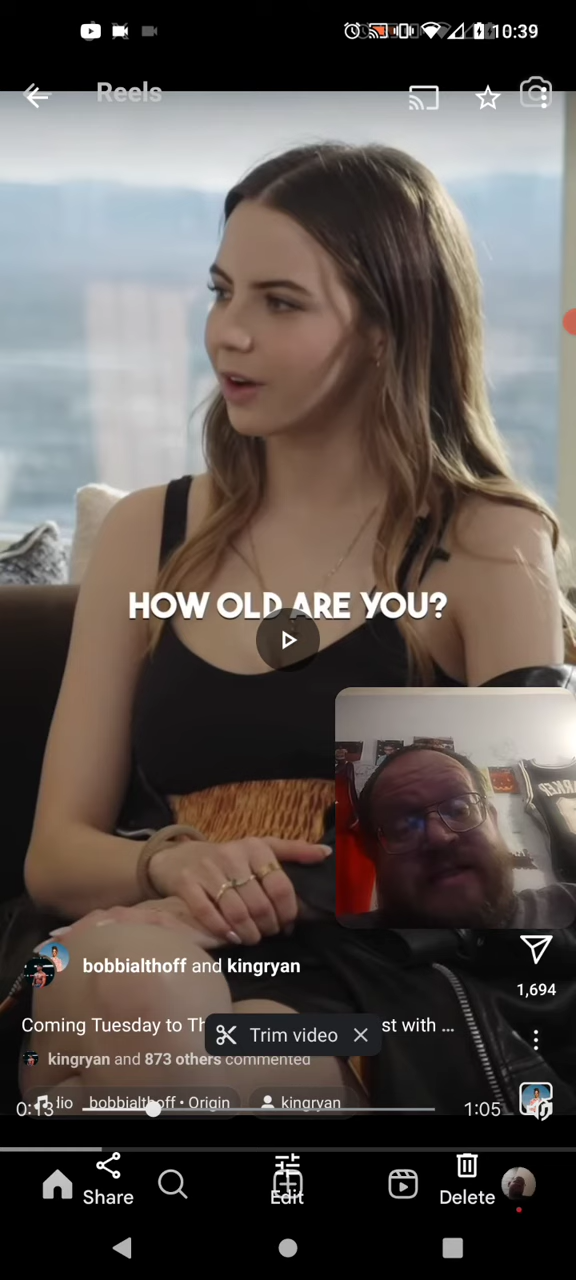 10:39
Reels
HOW OLD ARE YOU?
bobbialthoff and kingryan
1,694
Coming Tuesday to Th
st with ...
Trim video
kingryan and 873 others commented
0:13
dio bobbialthoff • Origin
kingryan
1:05
Share
Edit
Delete